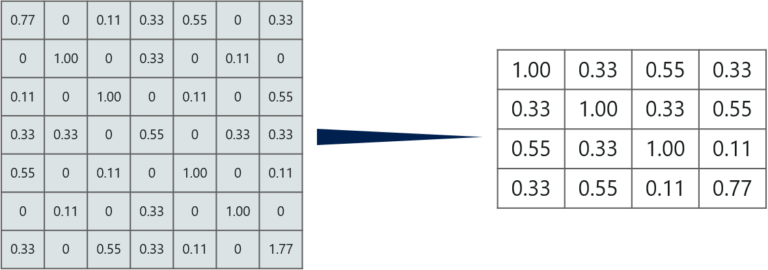 0.77 0 0.11 0.33 0.55 0 0.33
0 1.00 0 0.33 0 0.11 0
0.11 0 1.00 0 0.11 0 0.55
0.33 0.33 0 0.55 0 0.33 0.33
0.55 0 0.11 0 1.00 0 0.11
0 0.11 0 0.33 0 1.00 0
0.33 0 0.55 0.33 0.11 0 1.77
1.00 0.33 0.55 0.33
0.33 1.00 0.33 0.55
0.55 0.33 1.00 0.11
0.33 0.55 0.11 0.77